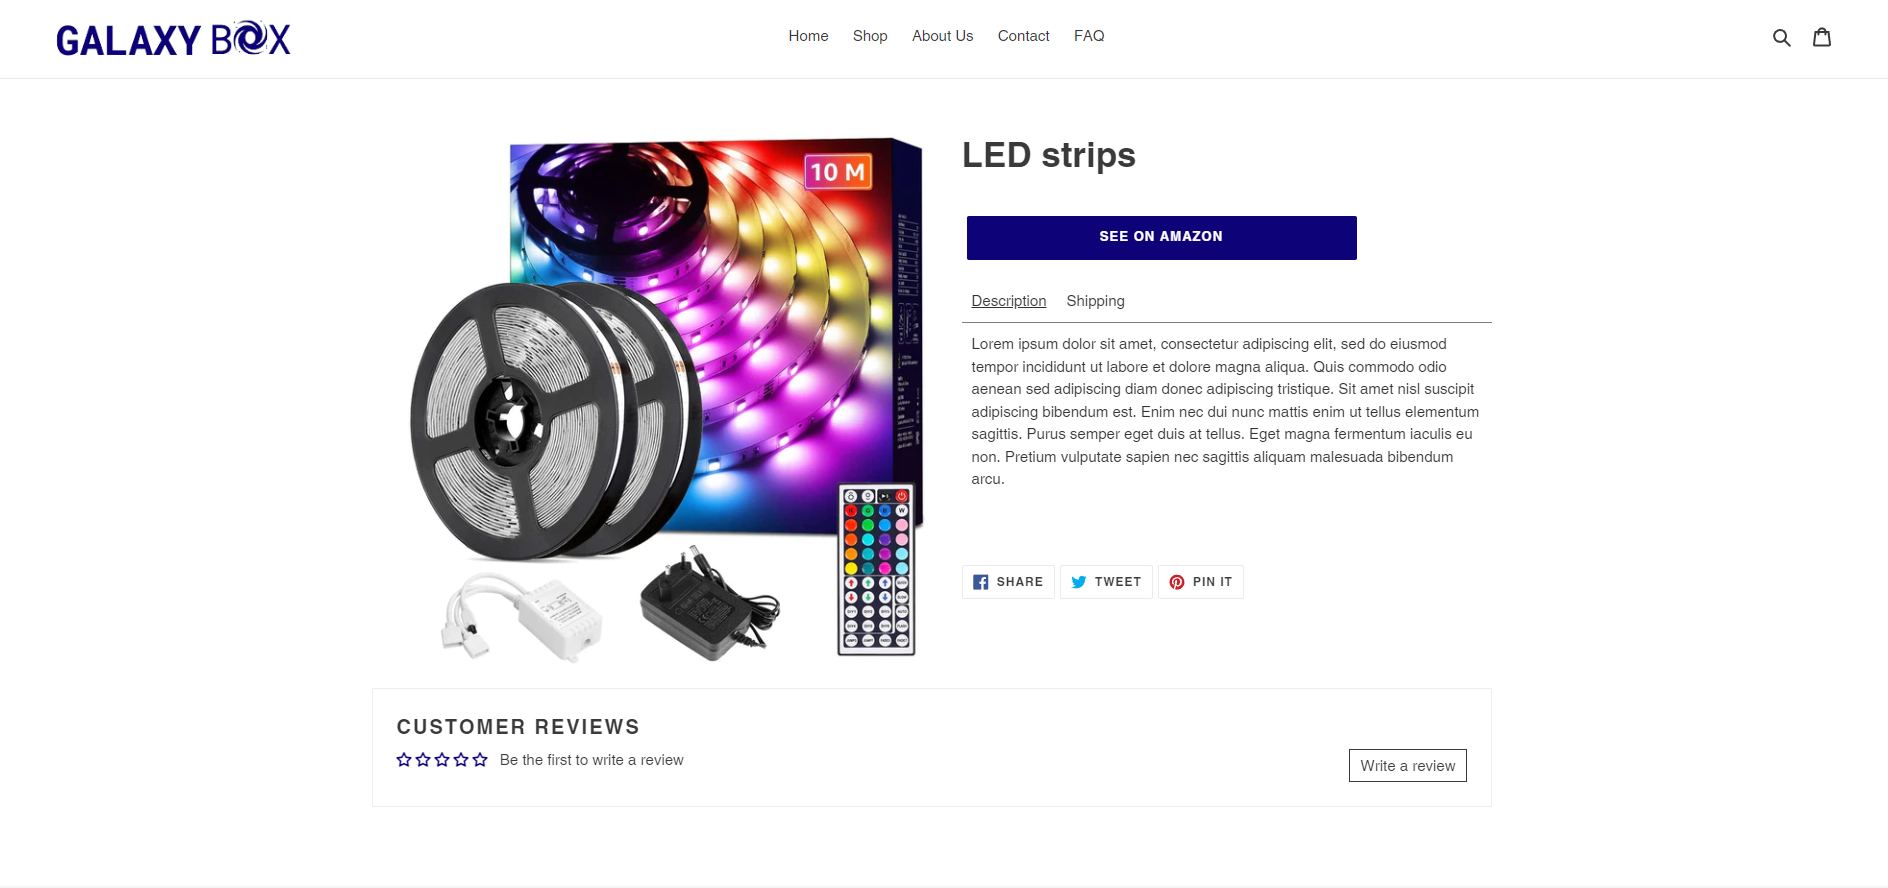 GALAXY BOX
Home Shop About Us Contact FAQ
10 M
LED strips
SEE ON AMAZON
Description Shipping
Lorem ipsum dolor sit amet, consectetur adipiscing elit, sed do eiusmod
tempor incididunt ut labore et dolore magna aliqua. Quis commodo odio
aenean sed adipiscing diam donec adipiscing tristique. Sit amet nisl suscipit
adipiscing bibendum est. Enim nec dui nunc mattis enim ut tellus elementum
sagittis. Purus semper eget duis at tellus. Eget magna fermentum iaculis eu
non. Pretium vulputate sapien nec sagittis aliquam malesuada bibendum
arcu.
SHARE TWEET PIN IT
CUSTOMER REVIEWS
Be the first to write a review
Write a review